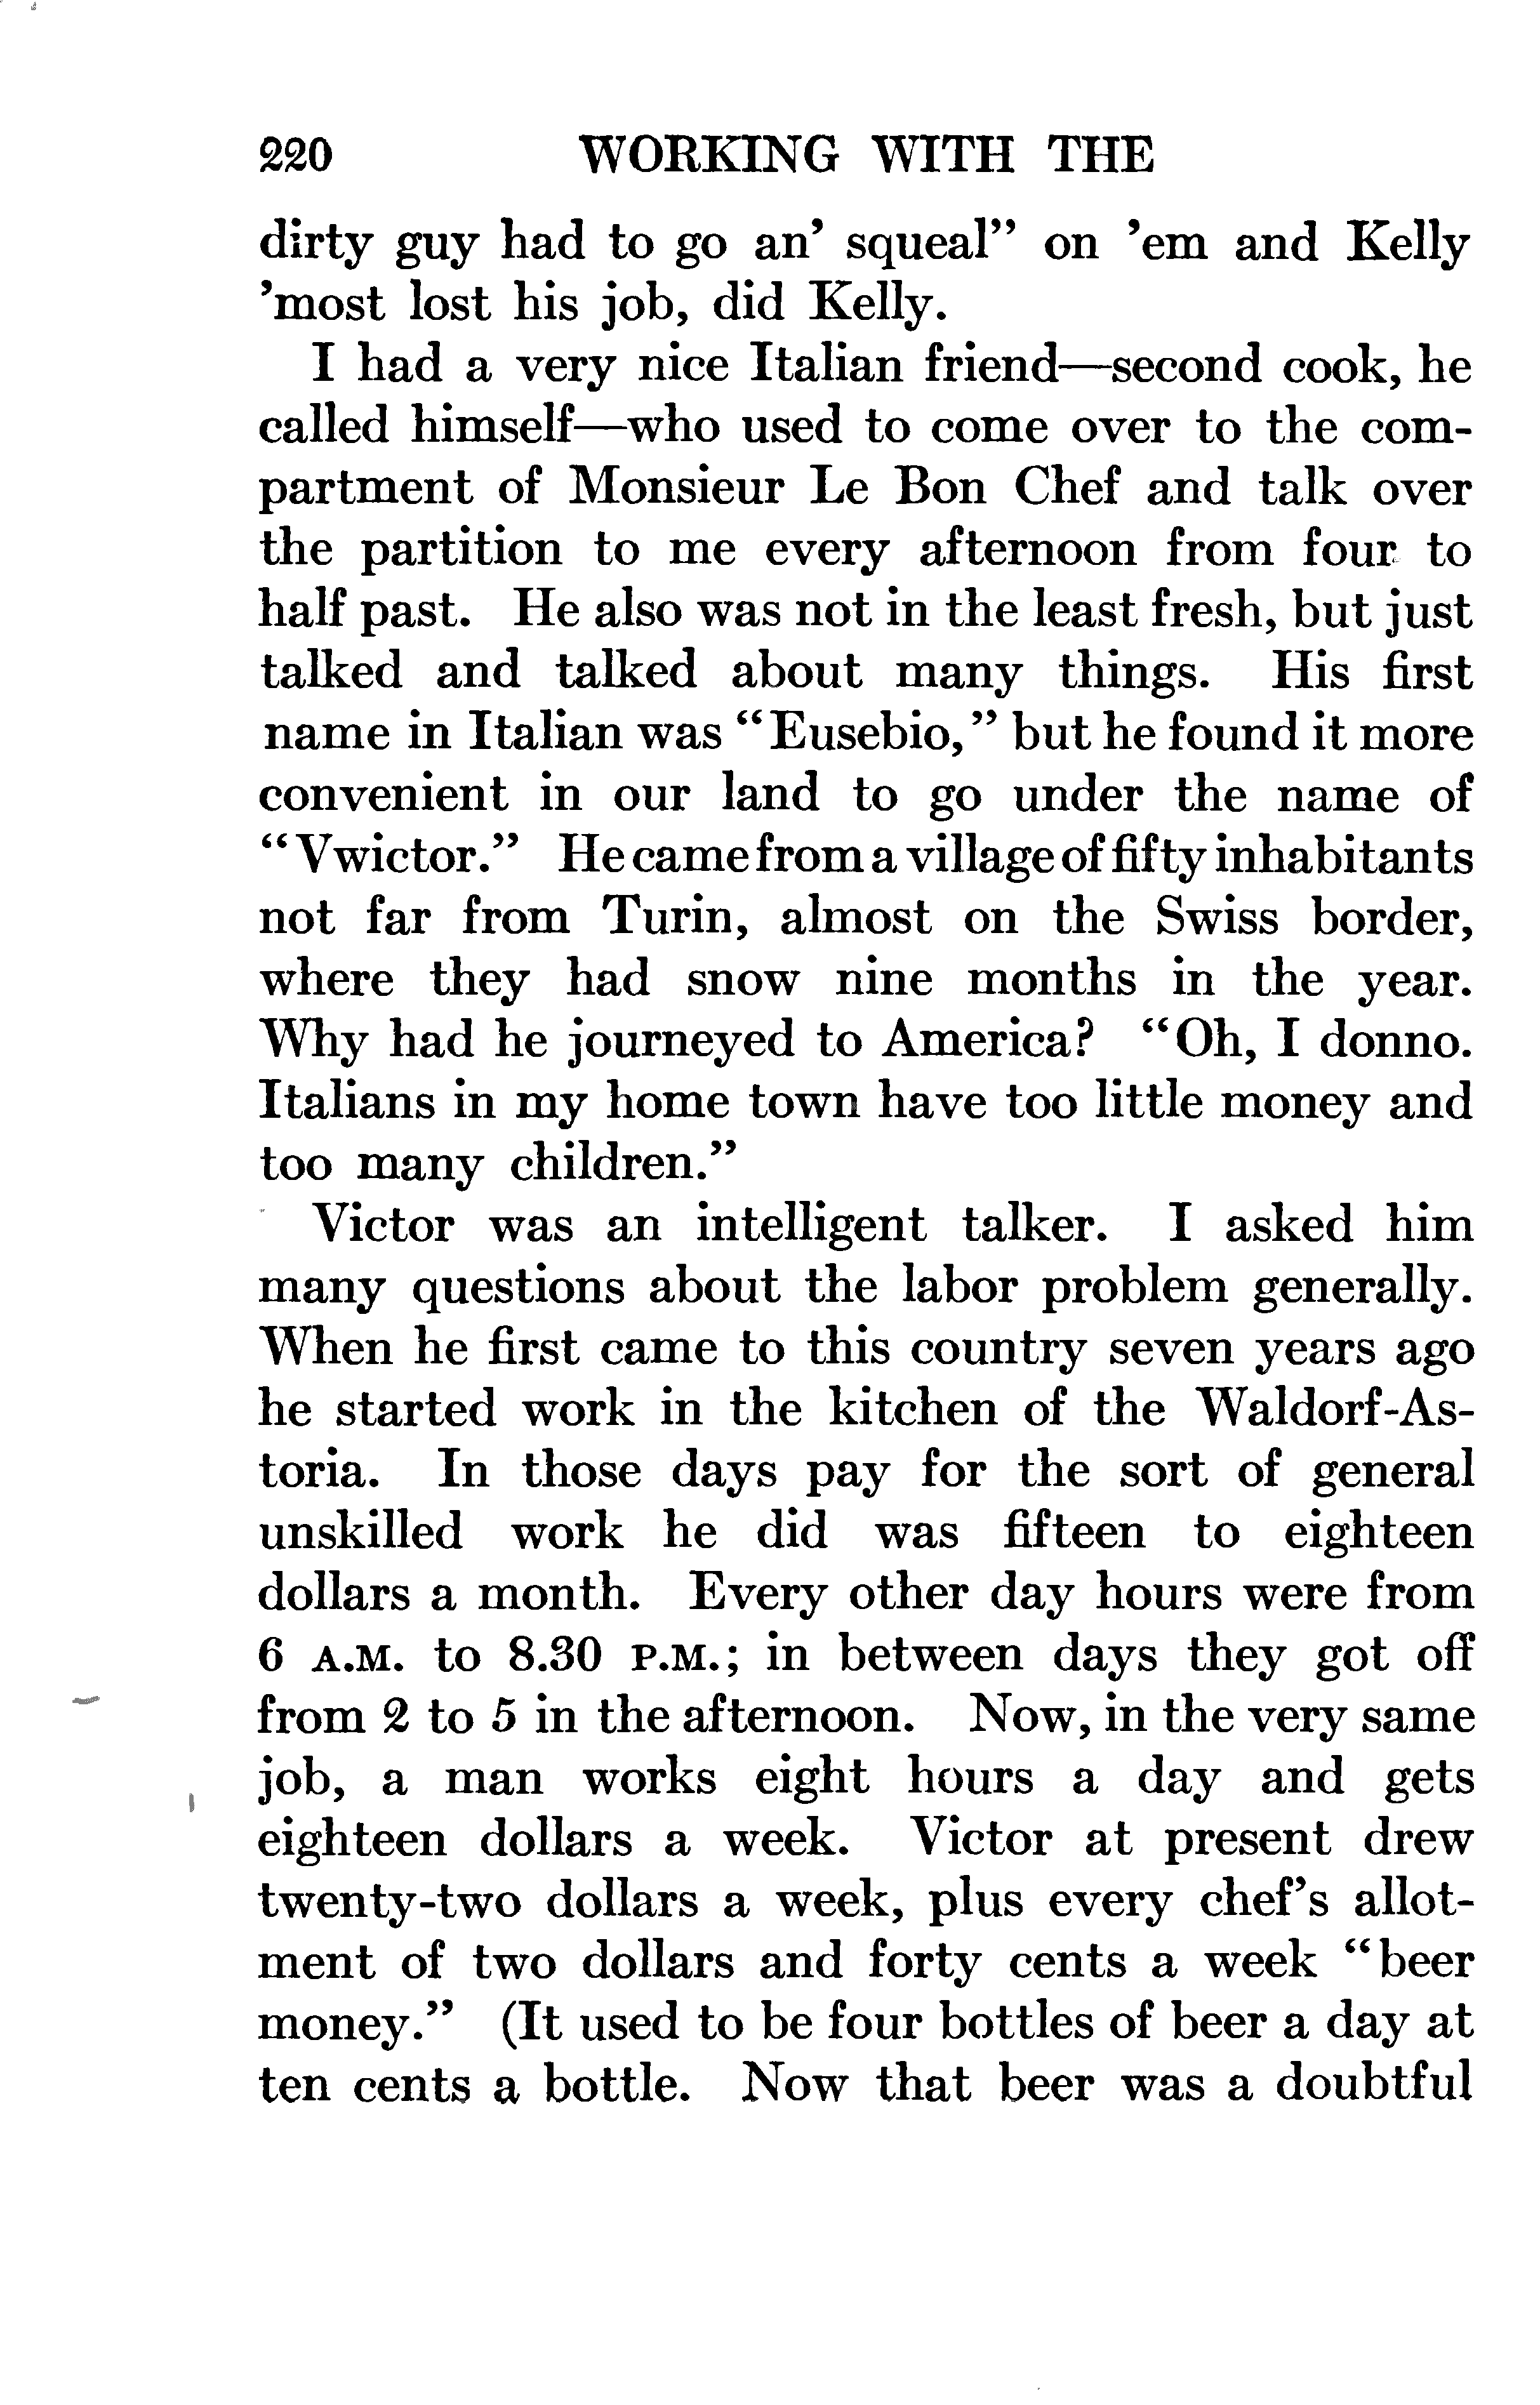 220 WORKING WITH THE
dirty guy had to go an’ squeal” on ’em and Kelly
’most lost his job, did Kelly.
I had a very nice Italian friend—second cook, he
called himself—who used to come over to the com-
partment of Monsieur Le Bon Chef and talk over
the partition to me every afternoon from four to
half past. He also was not in the least fresh, but just
talked and talked about many things. His first
name in Italian was “Eusebio,” but he found it more
convenient in our land to go under the name of
“Vwictor.” He came from a village of fifty inhabitants
not far from Turin, almost on the Swiss border,
where they had snow nine months in the year.
Why had he journeyed to America? “Oh, I donno.
Italians in my home town have too little money and
too many children.”
Victor was an intelligent talker. I asked him
many questions about the labor problem generally.
When he first came to this country seven years ago
he started work in the kitchen of the Waldorf-As-
toria. In those days pay for the sort of general
unskilled work he did was fifteen to eighteen
dollars a month. Every other day hours were from
6 A.M. to 8.30 P.M.; in between days they got off
from 2 to 5 in the afternoon. Now, in the very same
job, a man works eight hours a day and gets
eighteen dollars a week. Victor at present drew
twenty-two dollars a week, plus every chef’s allot-
ment of two dollars and forty cents a week “beer
money.” (It used to be four bottles of beer a day at
ten cents a bottle. Now that beer was a doubtful